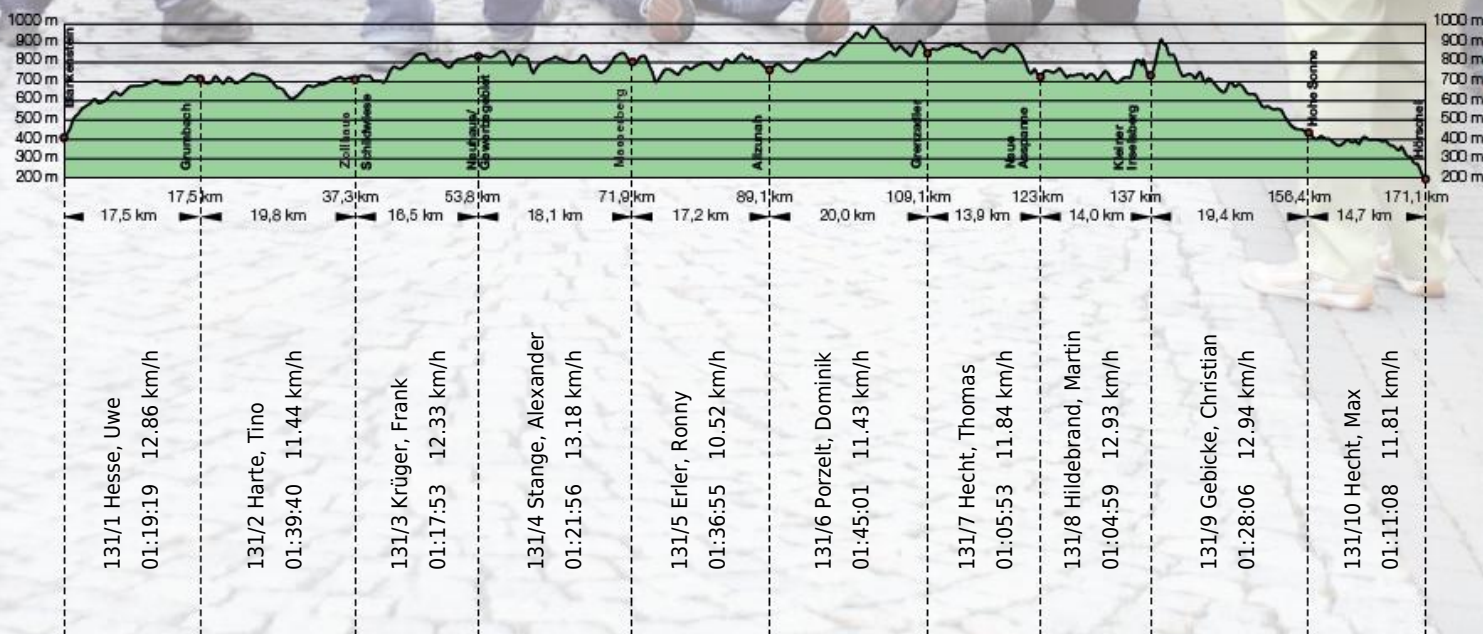 1000 m
900 m
800 m
700 m
600 m
500 m
400 m
300 m
200 m
1000 m
900 m
800 m
700 m
600 m
500 m
400 m
300 m
200 m
Blankenstein
Grumbach
Zollhaus
Schildwiese
Neuhaus/
Masserberg
Allzunah
Grenzadler
Neue
Ausspanne
Kleiner
Inselsberg
Hohe Sonne
Hörschel
17,5 km
37,3 km
53,8 km
71,9 km
89,1 km
109,1 km
123 km
137 km
156,4 km
171,1 km
17,5 km
19,8 km
16,5 km
18,1 km
17,2 km
20,0 km
13,9 km
14,0 km
19,4 km
14,7 km
131/1 Hesse, Uwe
01:19:19 12.86 km/h
131/2 Harte, Tino
01:39:40 11.44 km/h
131/3 Krüger, Frank
01:17:53 12.33 km/h
131/4 Stange, Alexander
01:21:56 13.18 km/h
131/5 Erler, Ronny
01:36:55 10.52 km/h
131/6 Porzelt, Dominik
01:45:01 11.43 km/h
131/7 Hecht, Thomas
01:05:53 11.84 km/h
131/8 Hildebrand, Martin
01:04:59 12.93 km/h
131/9 Gebicke, Christian
01:28:06 12.94 km/h
131/10 Hecht, Max
01:11:08 11.81 km/h